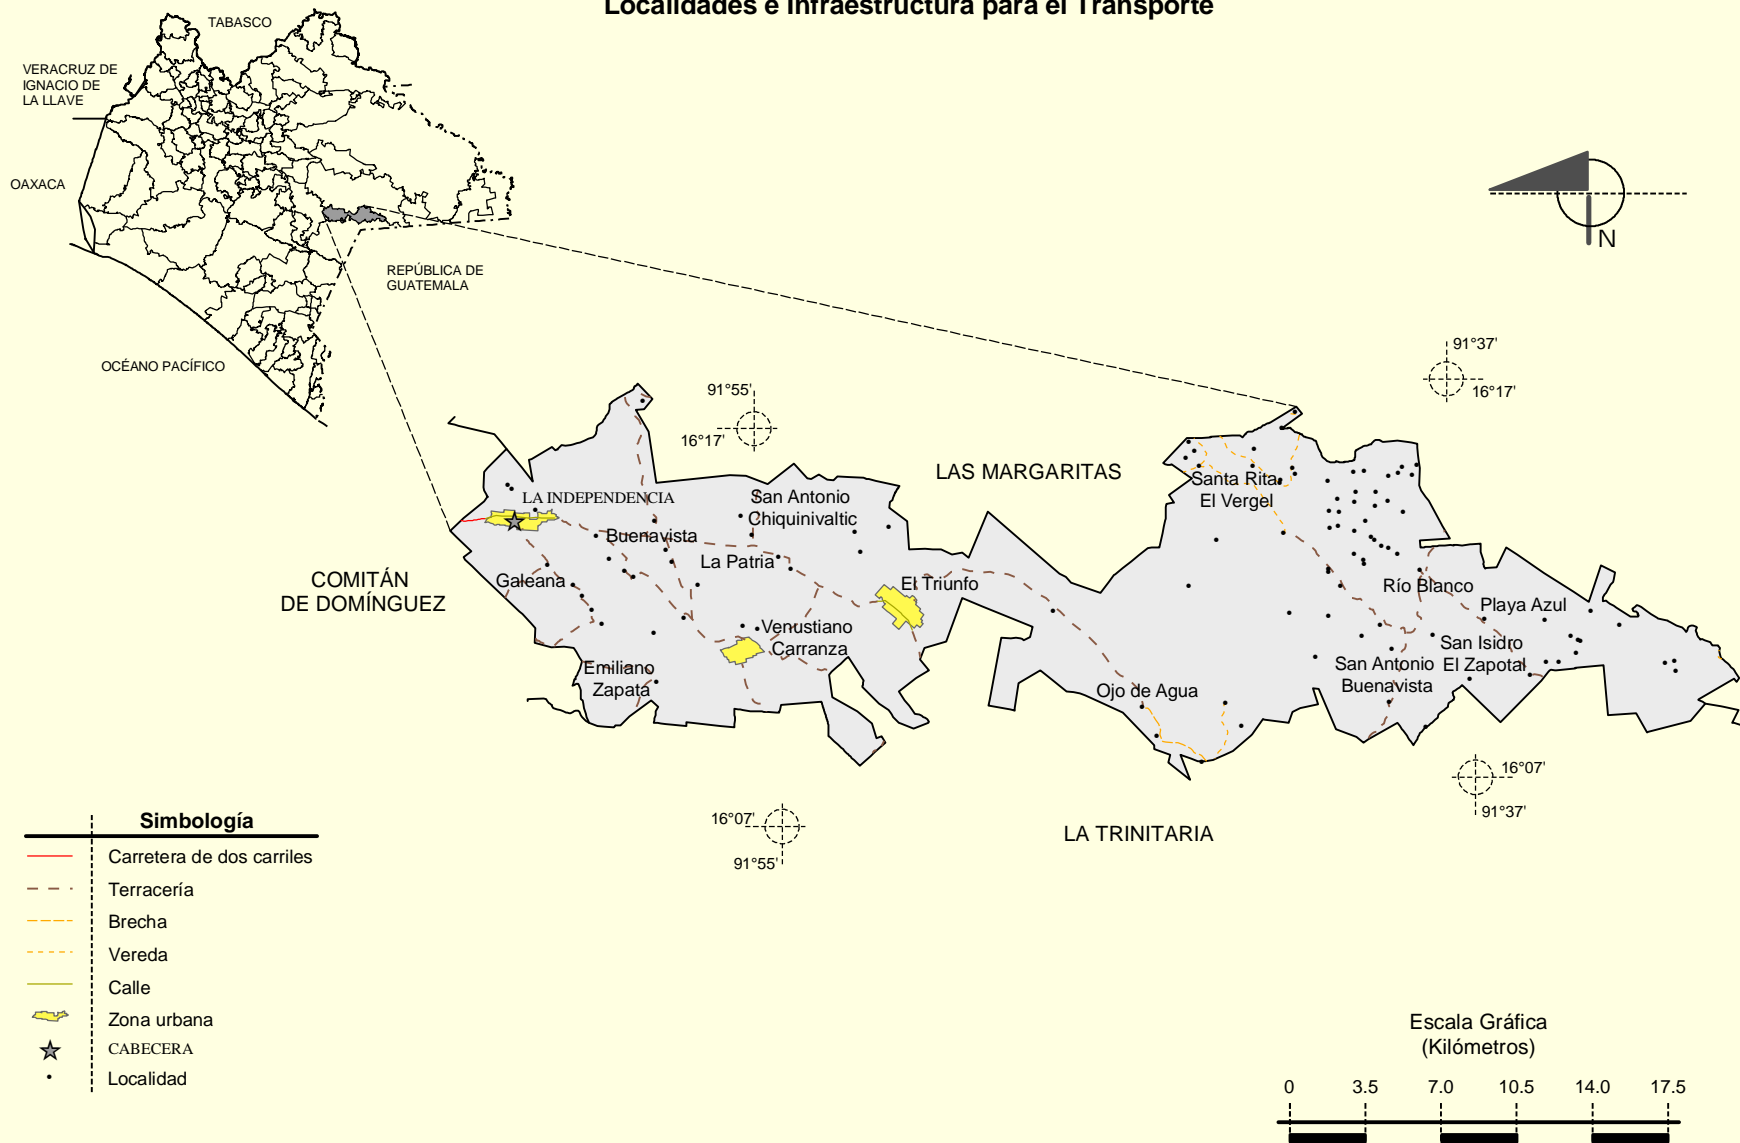 Localidades e Infraestructura para el Transporte
TABASCO
VERACRUZ DE
IGNACIO DE
LA LLAVE
OAXACA
REPÚBLICA DE
GUATEMALA
OCÉANO PACÍFICO
N
91°37'
16°17'
91°55'
16°17'
LAS MARGARITAS
LA INDEPENDENCIA
San Antonio
Chiquinivaltic
Santa Rita
El Vergel
Buenavista
La Patria
COMITÁN
DE DOMÍNGUEZ
Galeana
El Triunfo
Río Blanco
Playa Azul
Venustiano
Carranza
San Isidro
El Zapotal
Emiliano
Zapata
San Antonio
Buenavista
Ojo de Agua
16°07'
91°37'
16°07'
91°55'
LA TRINITARIA
Simbología
Carretera de dos carriles
Terracería
Brecha
Vereda
Calle
Zona urbana
CABECERA
Localidad
Escala Gráfica
(Kilómetros)
0 3.5 7.0 10.5 14.0 17.5